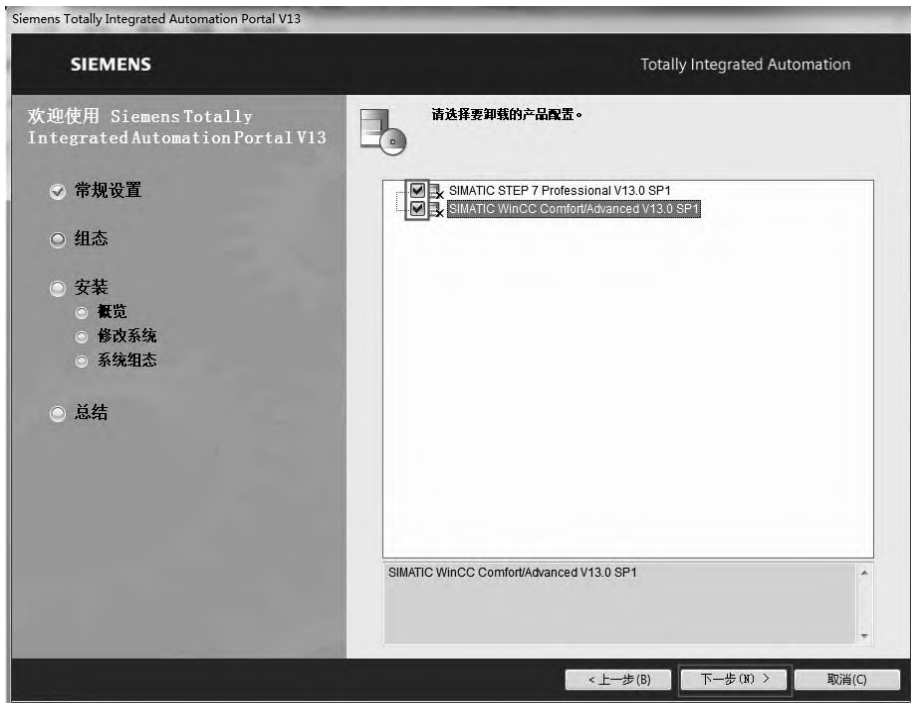 Siemens Totally Integrated Automation Portal V13
SIEMENS
Totally Integrated Automation
欢迎使用 Siemens Totally
Integrated Automation Portal V13
常规设置
组态
安装
概览
修改系统
系统组态
总结
请选择要卸载的产品配置。
SIMATIC STEP 7 Professional V13.0 SP1
SIMATIC WinCC Comfort/Advanced V13.0 SP1
SIMATIC WinCC Comfort/Advanced V13.0 SP1
<上一步(B)
下一步(N) >
取消(C)